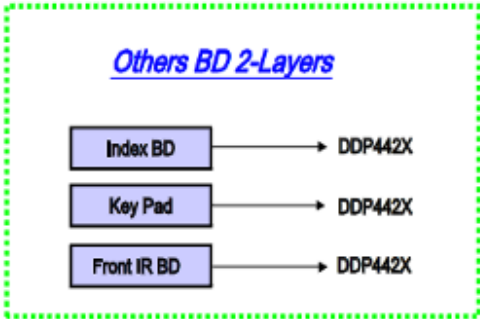 Others BD 2-Layers
Index BD DDP442X
Key Pad DDP442X
Front IR BD DDP442X